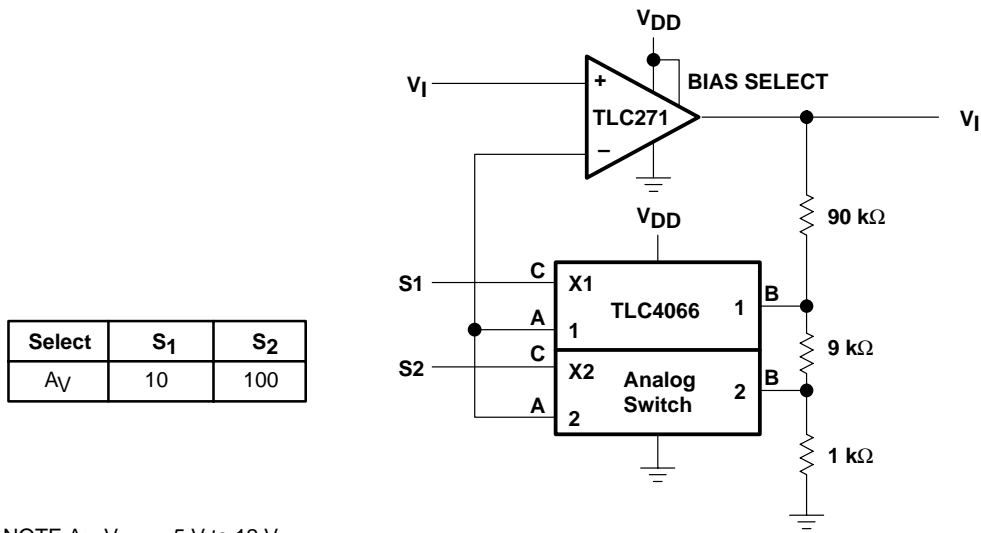 VDD
VI
+
BIAS SELECT
TLC271
VI
–
90 kΩ
VDD
S1
C
X1
TLC4066
1
B
A
1
9 kΩ
S2
C
X2
Analog
Switch
2
B
A
2
1 kΩ
Select S1 S2
AV 10 100